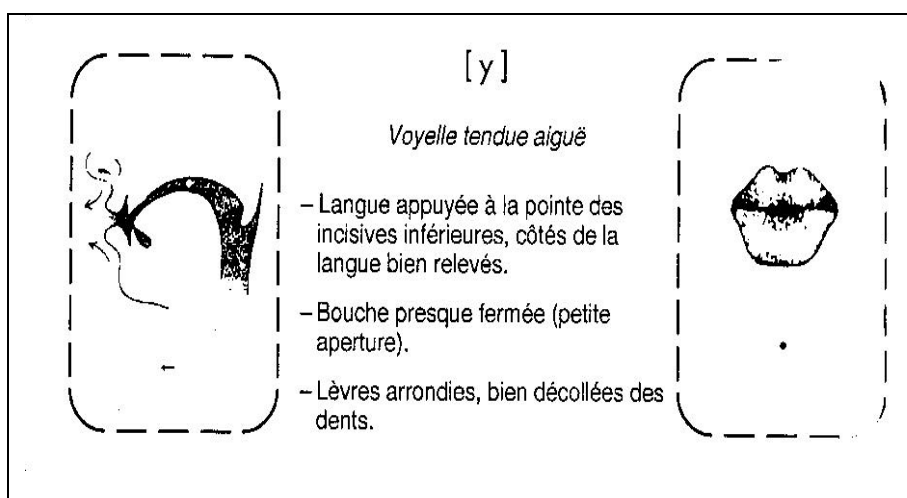 [y]
Voyelle tendue aiguë
– Langue appuyée à la pointe des
incisives inférieures, côtés de la
langue bien relevés.
– Bouche presque fermée (petite
aperture).
– Lèvres arrondies, bien décollées des
dents.